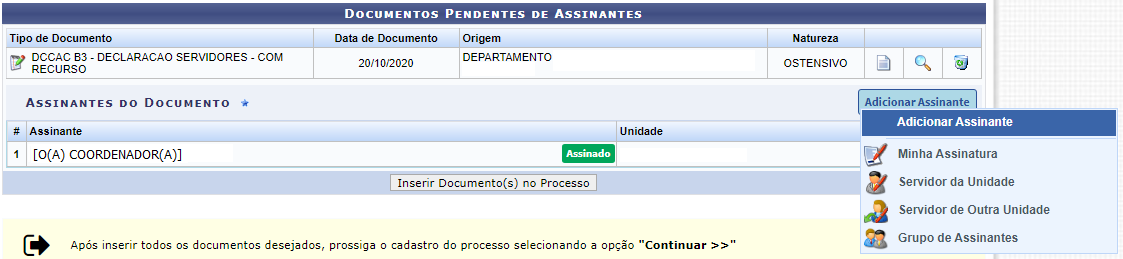 DOCUMENTOS PENDENTES DE ASSINANTES
Tipo de Documento Data de Documento Origem Natureza
DCCAC B3 - DECLARACAO SERVIDORES - COM RECURSO 20/10/2020 DEPARTAMENTO OSTENSIVO
ASSINANTES DO DOCUMENTO
Adicionar Assinante
# Assinante Unidade
1 [O(A) COORDENADOR(A)] Assinado
Inserir Documento(s) no Processo
Adicionar Assinante
Minha Assinatura
Servidor da Unidade
Servidor de Outra Unidade
Grupo de Assinantes
Após inserir todos os documentos desejados, prossiga o cadastro do processo selecionando a opção "Continuar >>"